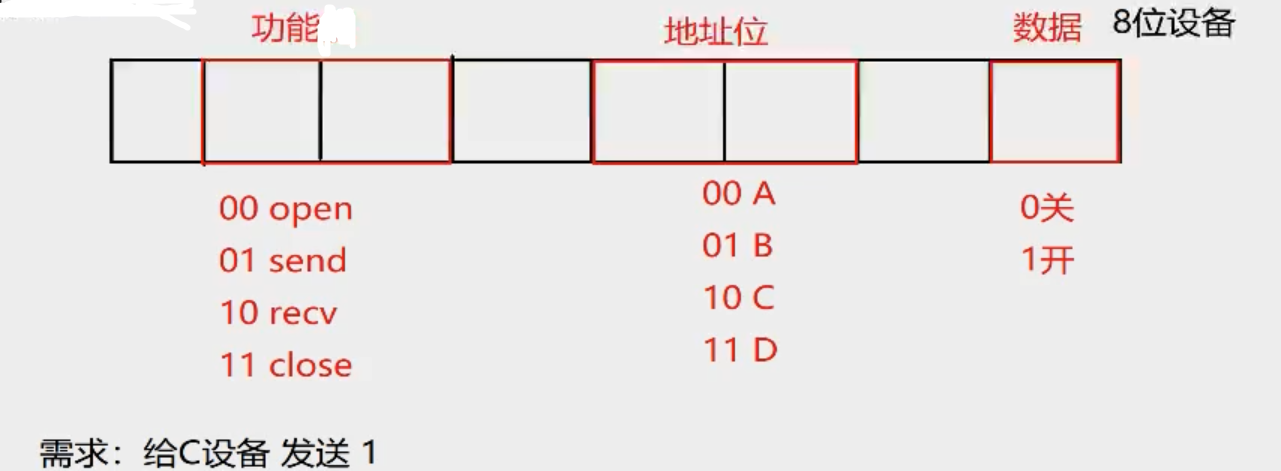 功能
地址位
数据
8位设备
00 open
01 send
10 recv
11 close
00 A
01 B
10 C
11 D
0关
1开
需求：给C设备 发送 1